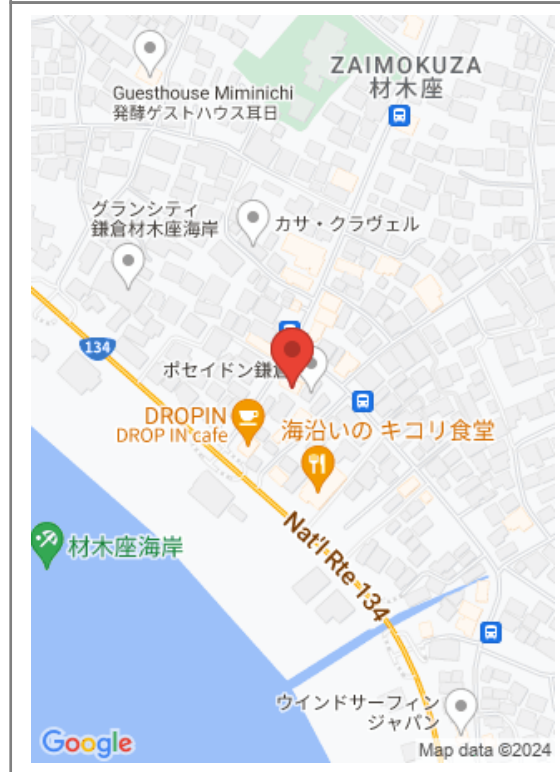 ZAIMOKUZA
材木座
Guesthouse Miminichi
発酵ゲストハウス耳日
グランシティ
鎌倉材木座海岸
カサ・クラヴェル
134
ポセイドン鎌倉
DROPIN
DROP IN cafe
海沿いの キコリ食堂
材木座海岸
Nat'l Rte 134
ウインドサーフィン
ジャパン
Google
Map data ©2024